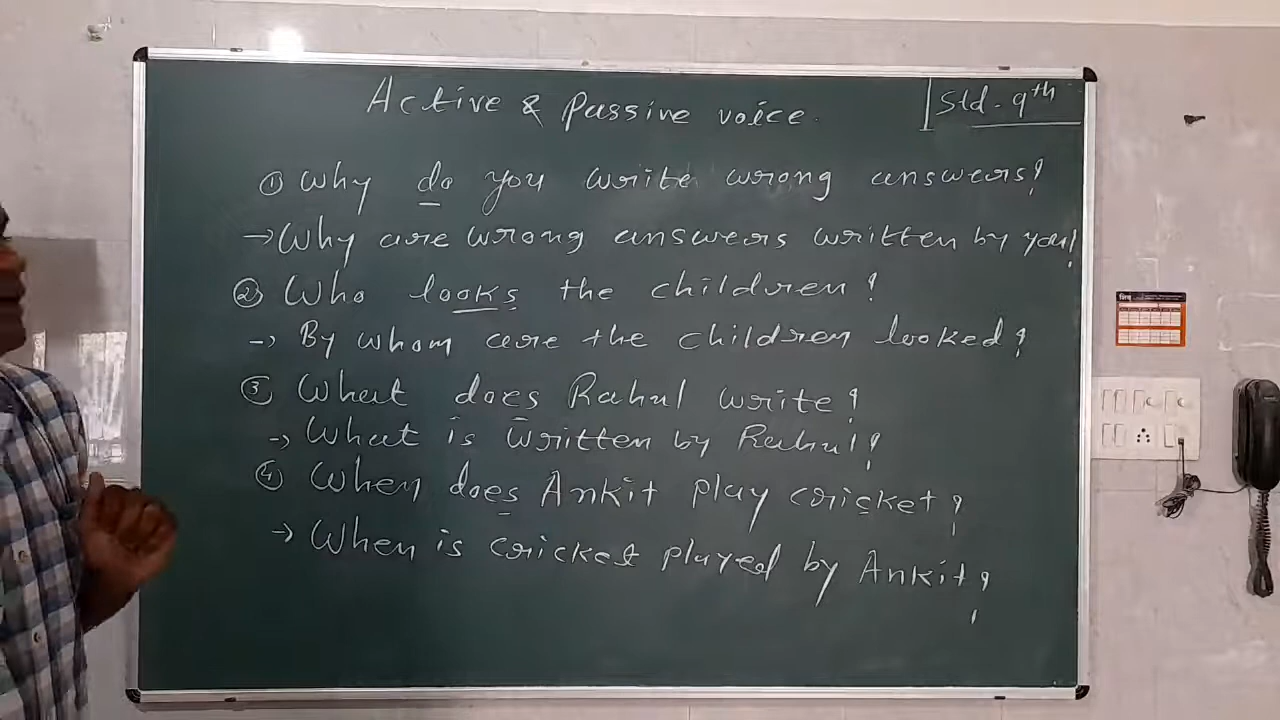 Active & Passive voice.
Std. 9th
① Why do you write wrong answers?
→ Why are wrong answers written by you?
② Who looks the children?
→ By whom are the children looked?
③ What does Rahul write?
→ What is written by Rahul?
④ When does Ankit play cricket?
→ When is cricket played by Ankit?